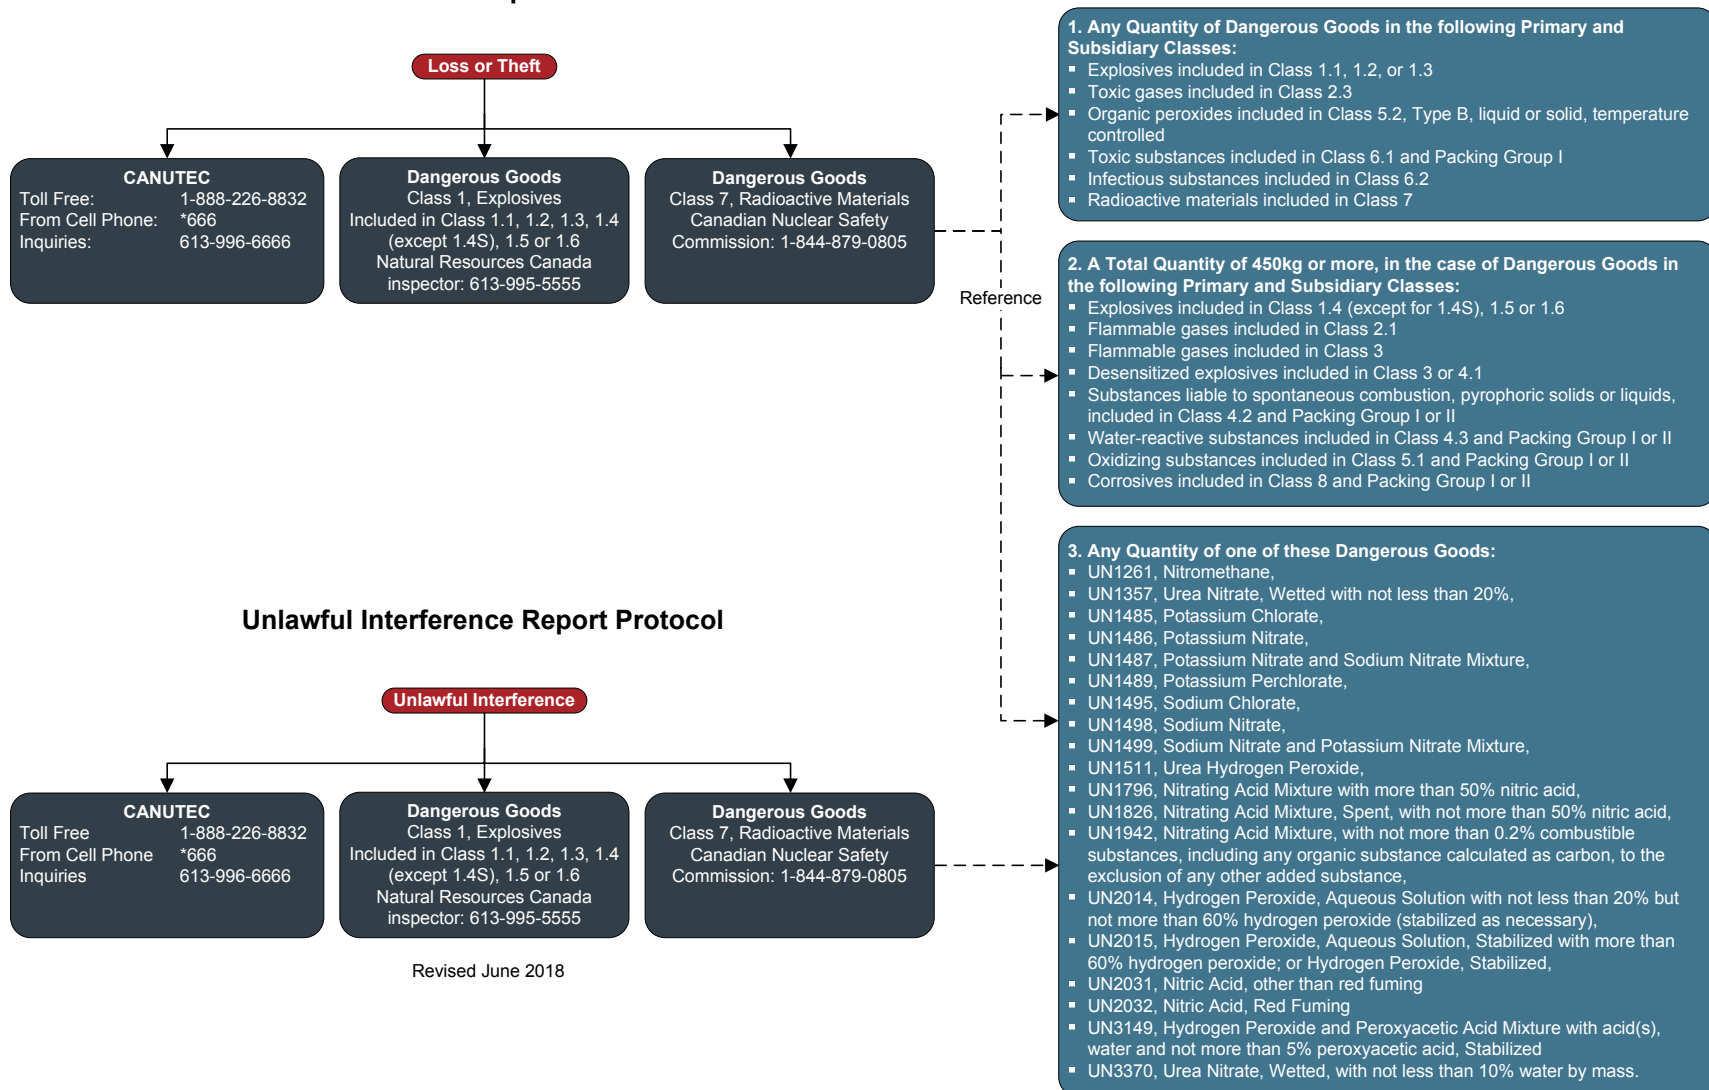 Loss or Theft
CANUTEC
Toll Free: 1-888-226-8832
From Cell Phone: *666
Inquiries: 613-996-6666
Dangerous Goods
Class 1, Explosives
Included in Class 1.1, 1.2, 1.3, 1.4
(except 1.4S), 1.5 or 1.6
Natural Resources Canada
inspector: 613-995-5555
Dangerous Goods
Class 7, Radioactive Materials
Canadian Nuclear Safety
Commission: 1-844-879-0805
Reference
1. Any Quantity of Dangerous Goods in the following Primary and
Subsidiary Classes:
▪ Explosives included in Class 1.1, 1.2, or 1.3
▪ Toxic gases included in Class 2.3
▪ Organic peroxides included in Class 5.2, Type B, liquid or solid, temperature
controlled
▪ Toxic substances included in Class 6.1 and Packing Group I
▪ Infectious substances included in Class 6.2
▪ Radioactive materials included in Class 7
2. A Total Quantity of 450kg or more, in the case of Dangerous Goods in
the following Primary and Subsidiary Classes:
▪ Explosives included in Class 1.4 (except for 1.4S), 1.5 or 1.6
▪ Flammable gases included in Class 2.1
▪ Flammable gases included in Class 3
▪ Desensitized explosives included in Class 3 or 4.1
▪ Substances liable to spontaneous combustion, pyrophoric solids or liquids,
included in Class 4.2 and Packing Group I or II
▪ Water-reactive substances included in Class 4.3 and Packing Group I or II
▪ Oxidizing substances included in Class 5.1 and Packing Group I or II
▪ Corrosives included in Class 8 and Packing Group I or II
3. Any Quantity of one of these Dangerous Goods:
▪ UN1261, Nitromethane,
▪ UN1357, Urea Nitrate, Wetted with not less than 20%,
▪ UN1485, Potassium Chlorate,
▪ UN1486, Potassium Nitrate,
▪ UN1487, Potassium Nitrate and Sodium Nitrate Mixture,
▪ UN1489, Potassium Perchlorate,
▪ UN1495, Sodium Chlorate,
▪ UN1498, Sodium Nitrate,
▪ UN1499, Sodium Nitrate and Potassium Nitrate Mixture,
▪ UN1511, Urea Hydrogen Peroxide,
▪ UN1796, Nitrating Acid Mixture with more than 50% nitric acid,
▪ UN1826, Nitrating Acid Mixture, Spent, with not more than 50% nitric acid,
▪ UN1942, Nitrating Acid Mixture, with not more than 0.2% combustible
substances, including any organic substance calculated as carbon, to the
exclusion of any other added substance,
▪ UN2014, Hydrogen Peroxide, Aqueous Solution with not less than 20% but
not more than 60% hydrogen peroxide (stabilized as necessary),
▪ UN2015, Hydrogen Peroxide, Aqueous Solution, Stabilized with more than
60% hydrogen peroxide; or Hydrogen Peroxide, Stabilized,
▪ UN2031, Nitric Acid, other than red fuming
▪ UN2032, Nitric Acid, Red Fuming
▪ UN3149, Hydrogen Peroxide and Peroxyacetic Acid Mixture with acid(s),
water and not more than 5% peroxyacetic acid, Stabilized
▪ UN3370, Urea Nitrate, Wetted, with not less than 10% water by mass.
Unlawful Interference Report Protocol
Unlawful Interference
CANUTEC
Toll Free 1-888-226-8832
From Cell Phone *666
Inquiries 613-996-6666
Dangerous Goods
Class 1, Explosives
Included in Class 1.1, 1.2, 1.3, 1.4
(except 1.4S), 1.5 or 1.6
Natural Resources Canada
inspector: 613-995-5555
Dangerous Goods
Class 7, Radioactive Materials
Canadian Nuclear Safety
Commission: 1-844-879-0805
Revised June 2018